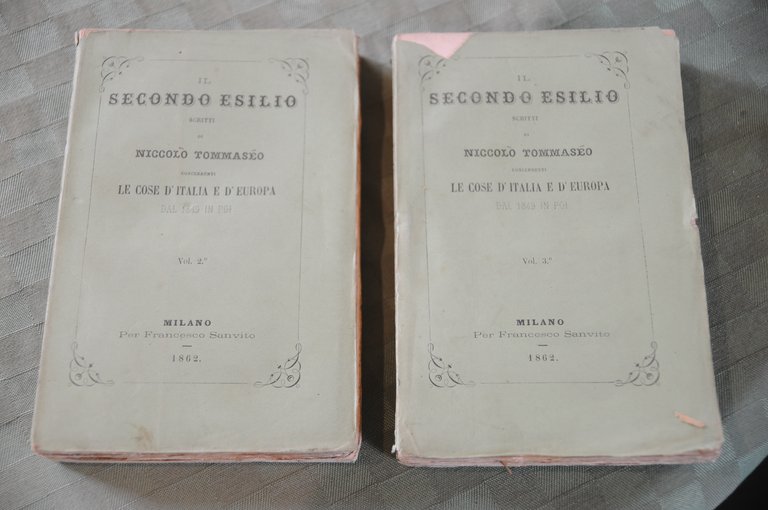 IL
SECONDO ESILIO
SCRITTI
DI
NICCOLÒ TOMMASÉO
CONCERNENTI
LE COSE D' ITALIA E D' EUROPA
DAL 1849 IN POI
Vol. 2.º
MILANO
Per Francesco Sanvito
1862.
IL
SECONDO ESILIO
SCRITTI
DI
NICCOLÒ TOMMASÉO
CONCERNENTI
LE COSE D' ITALIA E D' EUROPA
DAL 1849 IN POI
Vol. 3.º
MILANO
Per Francesco Sanvito
1862.